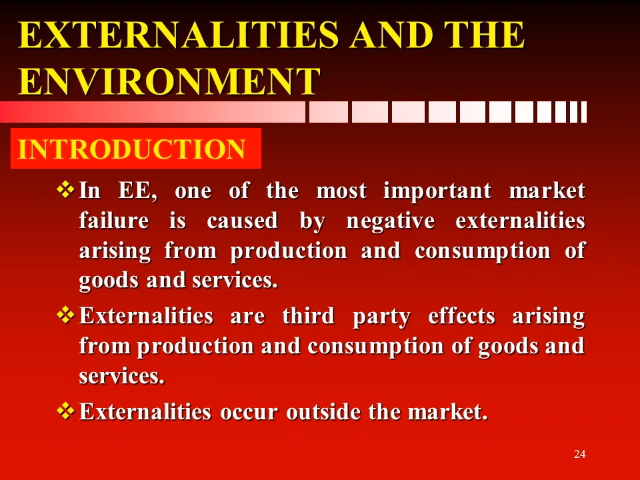 EXTERNALITIES AND THE
ENVIRONMENT
INTRODUCTION
❖In EE, one of the most important market
failure is caused by negative externalities
arising from production and consumption of
goods and services.
❖Externalities are third party effects arising
from production and consumption of goods and
services.
❖Externalities occur outside the market.
24